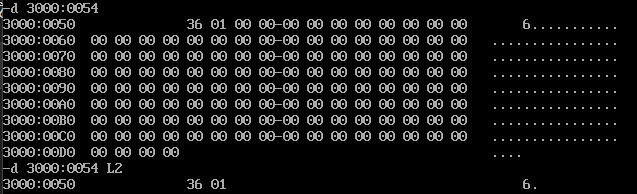 -d 3000:0054
3000:0050              36 01 00 00-00 00 00 00 00 00 00 00       6...........
3000:0060  00 00 00 00 00 00 00 00-00 00 00 00 00 00 00 00   ................
3000:0070  00 00 00 00 00 00 00 00-00 00 00 00 00 00 00 00   ................
3000:0080  00 00 00 00 00 00 00 00-00 00 00 00 00 00 00 00   ................
3000:0090  00 00 00 00 00 00 00 00-00 00 00 00 00 00 00 00   ................
3000:00A0  00 00 00 00 00 00 00 00-00 00 00 00 00 00 00 00   ................
3000:00B0  00 00 00 00 00 00 00 00-00 00 00 00 00 00 00 00   ................
3000:00C0  00 00 00 00 00 00 00 00-00 00 00 00 00 00 00 00   ................
3000:00D0  00 00 00 00                                       ....
-d 3000:0054 L2
3000:0050              36 01                                     6.